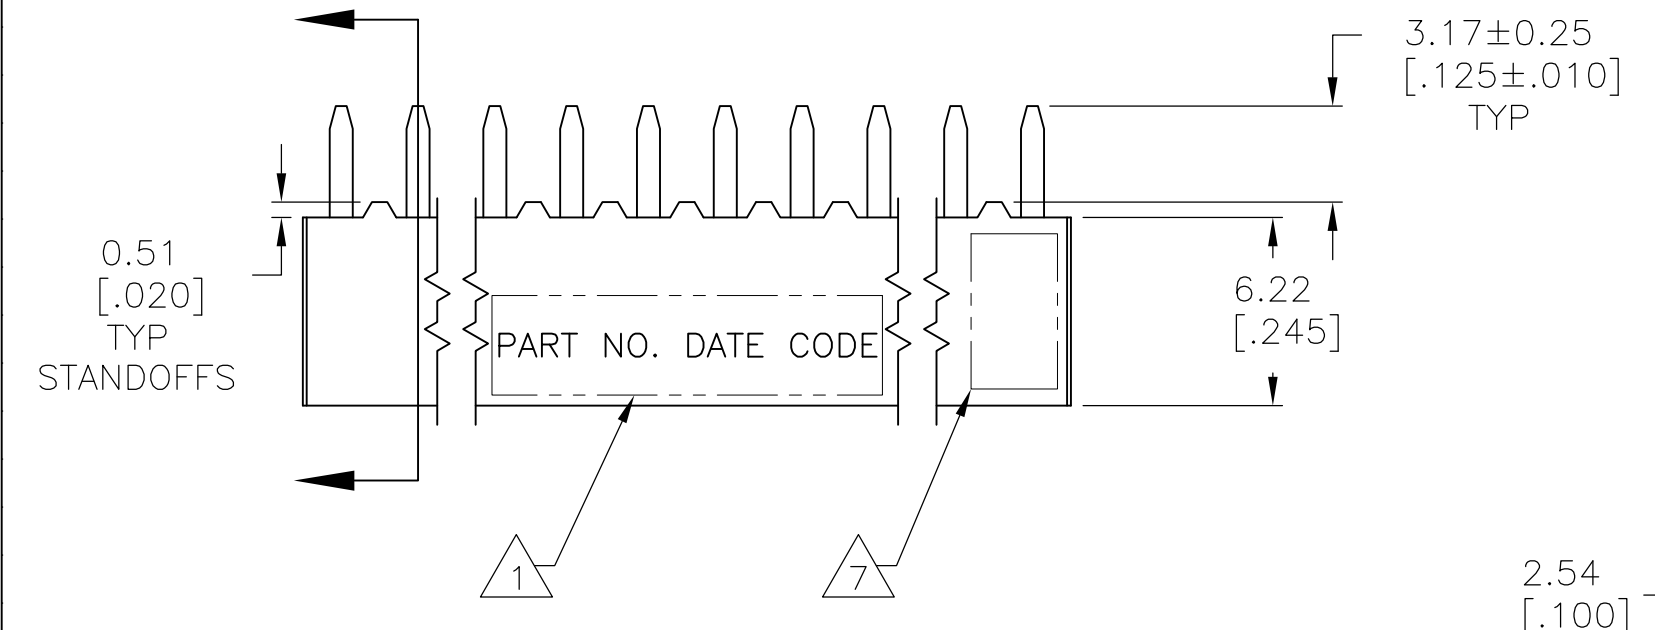 3.17±0.25
[.125±.010]
TYP
0.51
[.020]
TYP
STANDOFFS
6.22
[.245]
PART NO. DATE CODE
1
7
2.54
[.100]